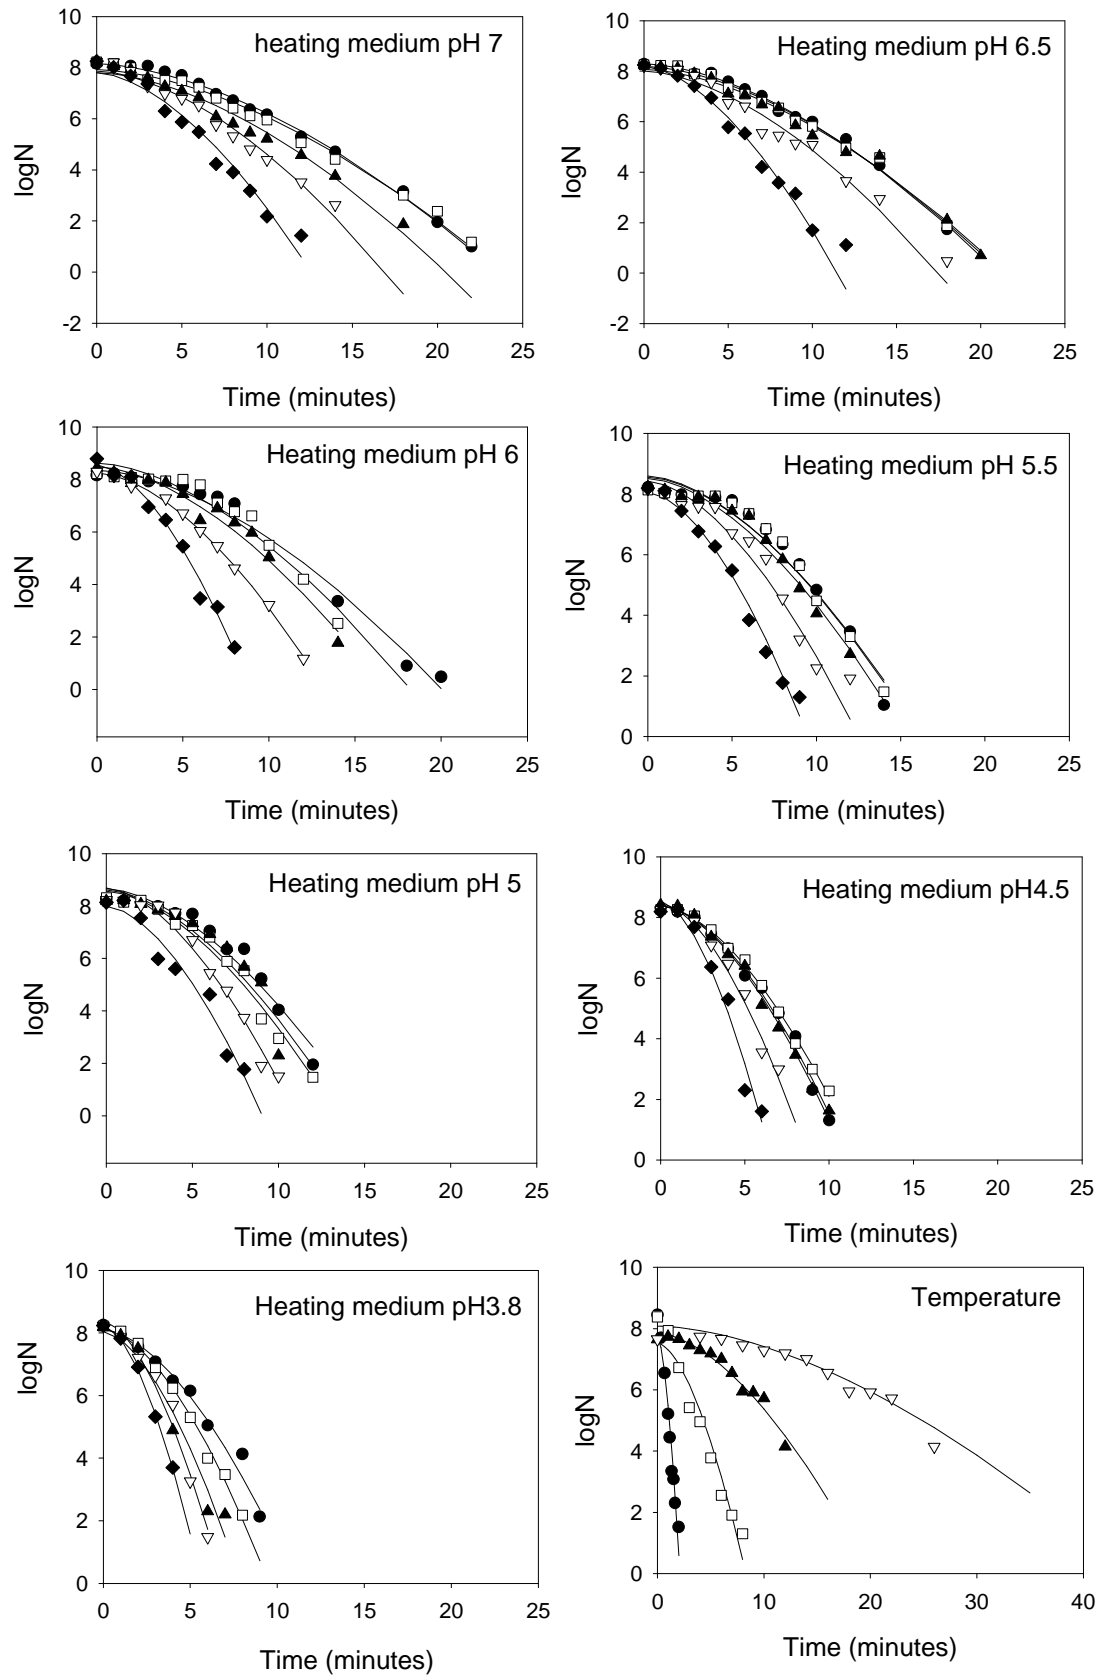 heating medium pH 7
10
8
6
4
2
0
-2
logN
0 5 10 15 20 25
Time (minutes)
Heating medium pH 6.5
10
8
6
4
2
0
-2
logN
0 5 10 15 20 25
Time (minutes)
Heating medium pH 6
10
8
6
4
2
0
logN
0 5 10 15 20 25
Time (minutes)
Heating medium pH 5.5
10
8
6
4
2
0
logN
0 5 10 15 20 25
Time (minutes)
Heating medium pH 5
10
8
6
4
2
0
logN
0 5 10 15 20 25
Time (minutes)
Heating medium pH4.5
10
8
6
4
2
0
logN
0 5 10 15 20 25
Time (minutes)
Heating medium pH3.8
10
8
6
4
2
0
logN
0 5 10 15 20 25
Time (minutes)
Temperature
10
8
6
4
2
0
logN
0 10 20 30 40
Time (minutes)